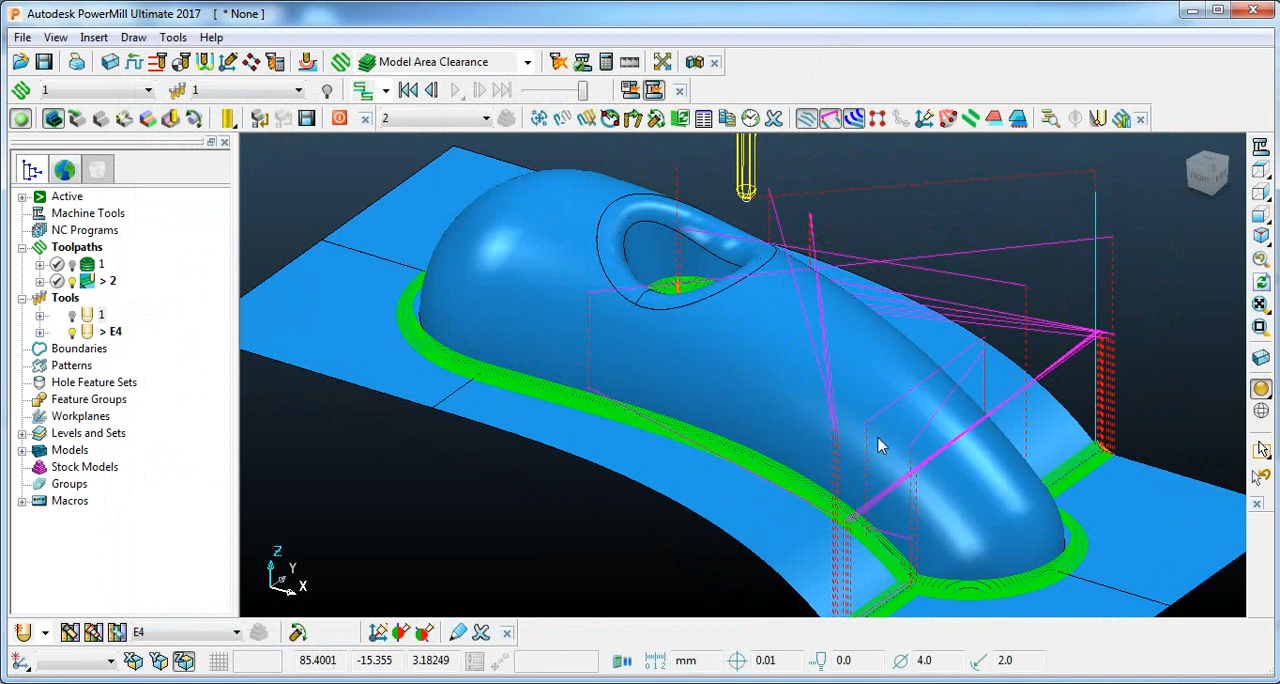 Autodesk PowerMill Ultimate 2017 [ * None ]
File View Insert Draw Tools Help
Model Area Clearance
1 1
2
Active
Machine Tools
NC Programs
Toolpaths
1
> 2
Tools
1
> E4
Boundaries
Patterns
Hole Feature Sets
Feature Groups
Workplanes
Levels and Sets
Models
Stock Models
Groups
Macros
Z
Y
X
E4
85.4001 -15.355 3.18249 mm 0.01 0.0 4.0 2.0